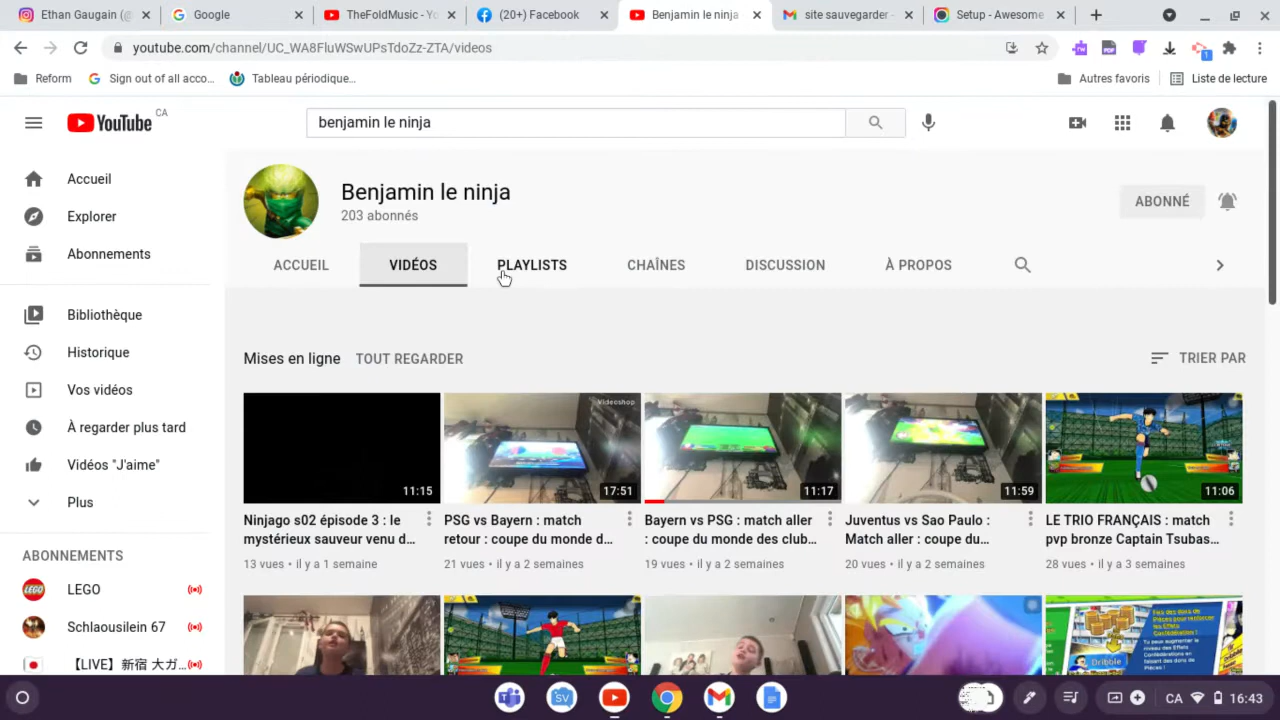 Ethan Gaugain (@
Google
TheFoldMusic - Yo
(20+) Facebook
Benjamin le ninja
site sauvegarder -
Setup - Awesome
youtube.com/channel/UC_WA8FluWSwUPsTdoZz-ZTA/videos
Reform
Sign out of all acco...
Tableau périodique...
Autres favoris
Liste de lecture
YouTube CA
benjamin le ninja
Accueil
Explorer
Abonnements
Bibliothèque
Historique
Vos vidéos
À regarder plus tard
Vidéos "J'aime"
Plus
ABONNEMENTS
LEGO
Schlaousilein 67
【LIVE】新宿 大ガ...
Benjamin le ninja
203 abonnés
ABONNÉ
ACCUEIL
VIDÉOS
PLAYLISTS
CHAÎNES
DISCUSSION
À PROPOS
Mises en ligne
TOUT REGARDER
TRIER PAR
11:15
Ninjago s02 épisode 3 : le
mystérieux sauveur venu d...
13 vues • il y a 1 semaine
Videoshop
17:51
PSG vs Bayern : match
retour : coupe du monde d...
21 vues • il y a 2 semaines
11:17
Bayern vs PSG : match aller
: coupe du monde des club...
19 vues • il y a 2 semaines
11:59
Juventus vs Sao Paulo :
Match aller : coupe du...
20 vues • il y a 2 semaines
11:06
LE TRIO FRANÇAIS : match
pvp bronze Captain Tsubas...
28 vues • il y a 3 semaines
Dribble
CA
16:43